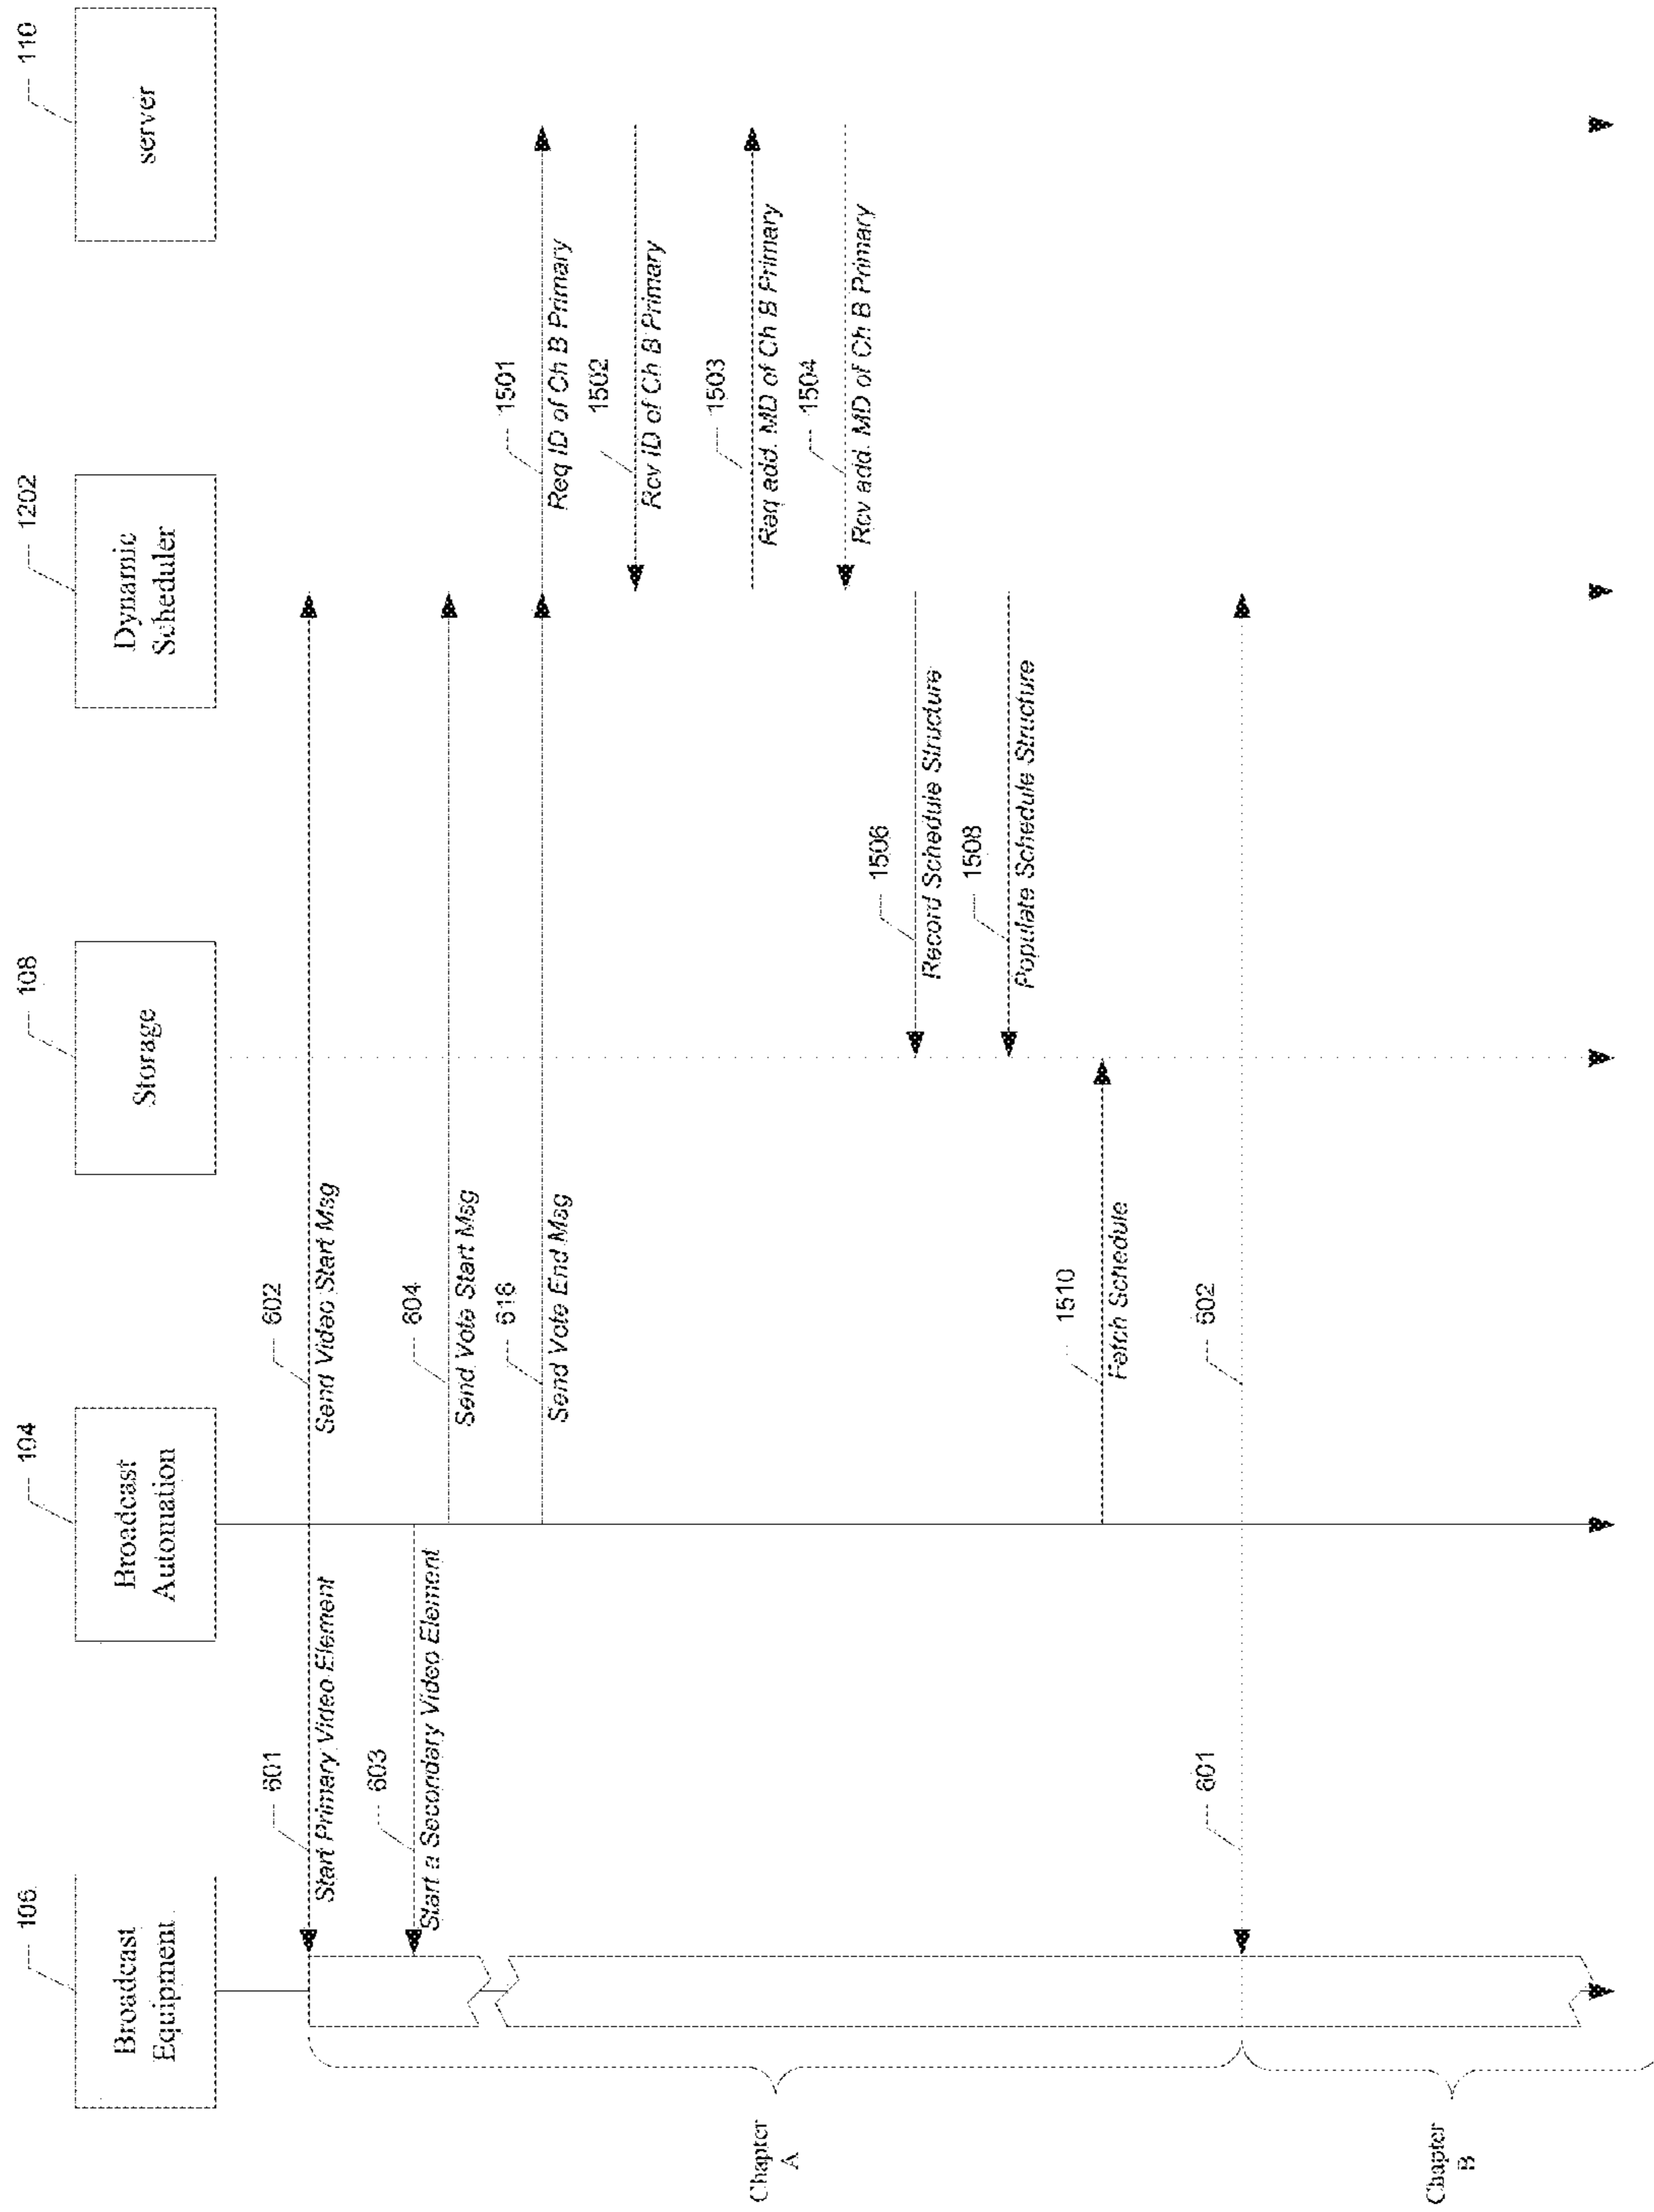 106
104
108
1202
110
Broadcast
Equipment
Broadcast
Automation
Storage
Dynamic
Scheduler
server
601
602
Start Primary Video Element
Send Video Start Msg
603
604
Start a Secondary Video Element
Send Vote Start Msg
616
1501
Send Vote End Msg
Req ID of Ch B Primary
1502
Rcv ID of Ch B Primary
1503
Req add. MD of Ch B Primary
Chapter
A
1504
Rcv add. MD of Ch B Primary
1506
Record Schedule Structure
1508
Populate Schedule Structure
1510
Fetch Schedule
601
602
Chapter
B